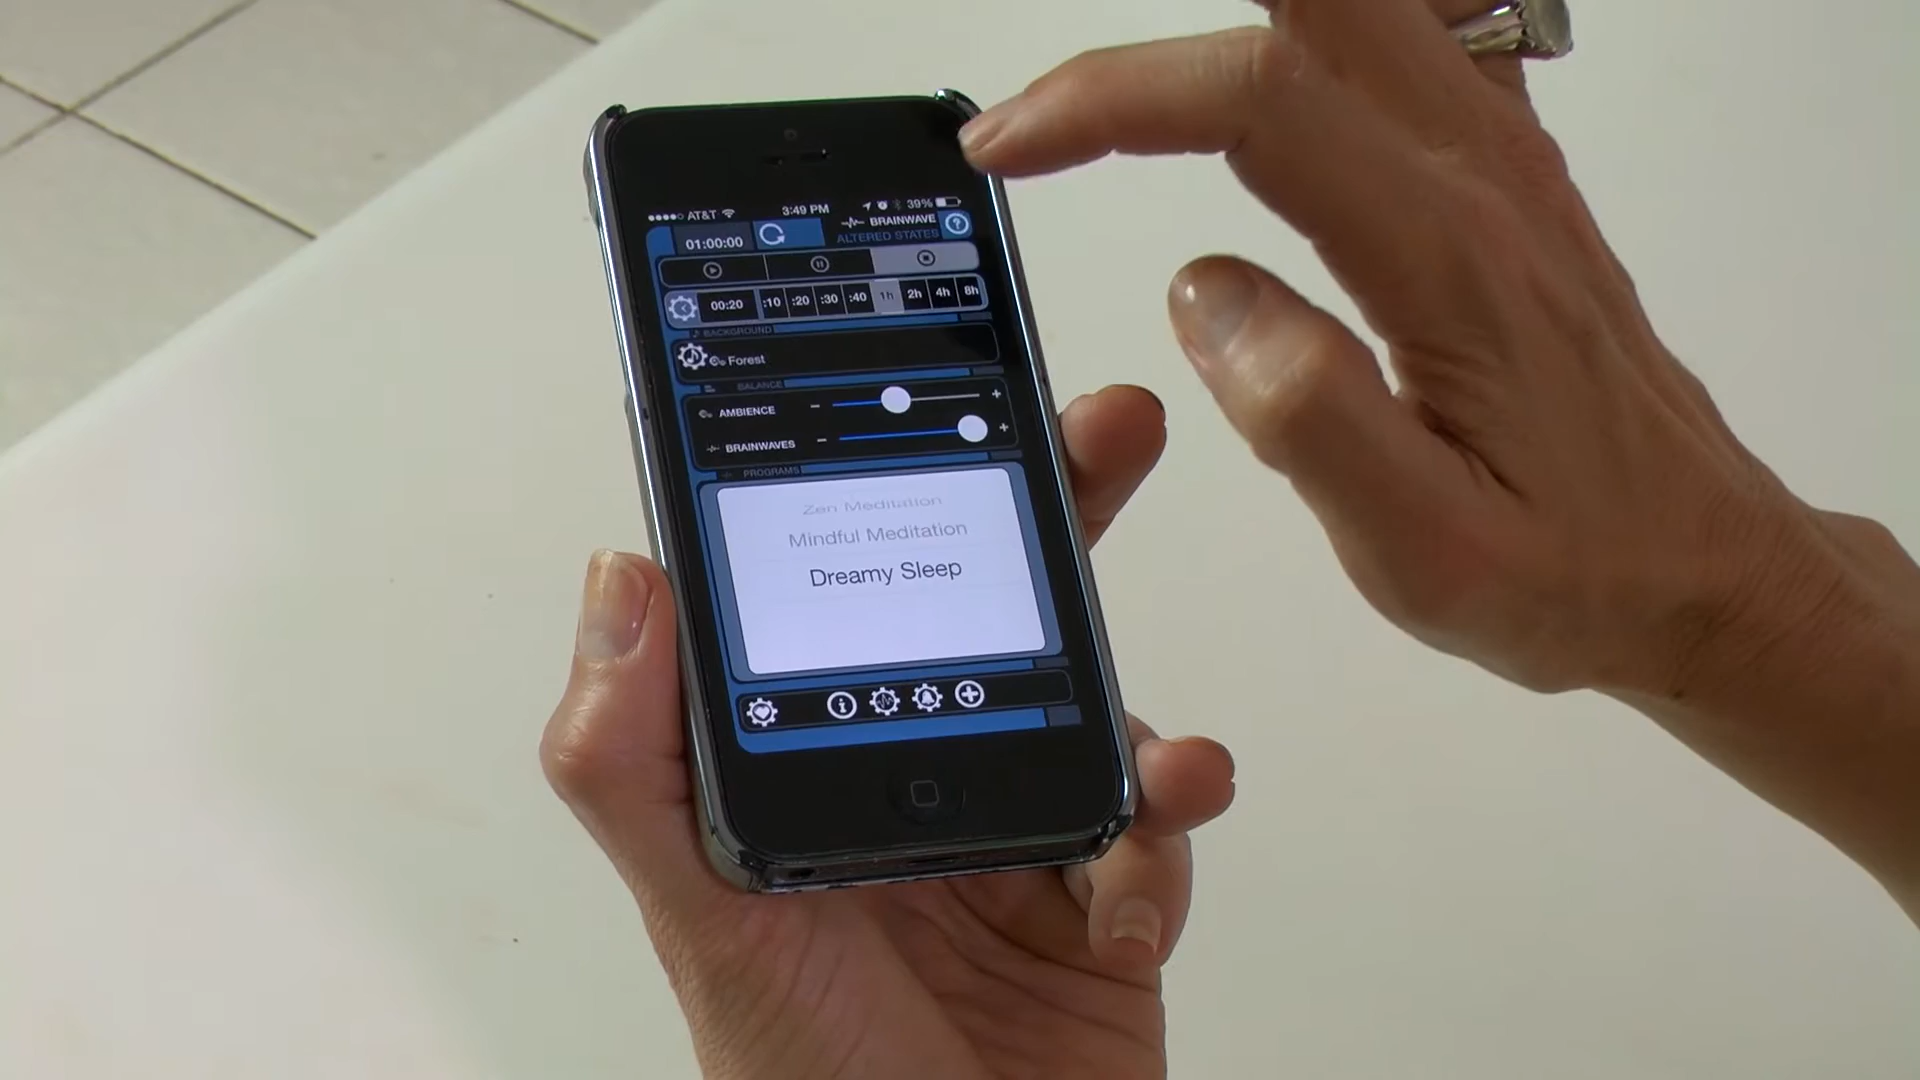 AT&T 3:49 PM 39%
01:00:00 BRAINWAVE
ALTERED STATES
00:20 :10 :20 :30 :40 1h 2h 4h 8h
BACKGROUND
Forest
BALANCE
AMBIENCE - +
BRAINWAVES - +
PROGRAMS
Zen Meditation
Mindful Meditation
Dreamy Sleep